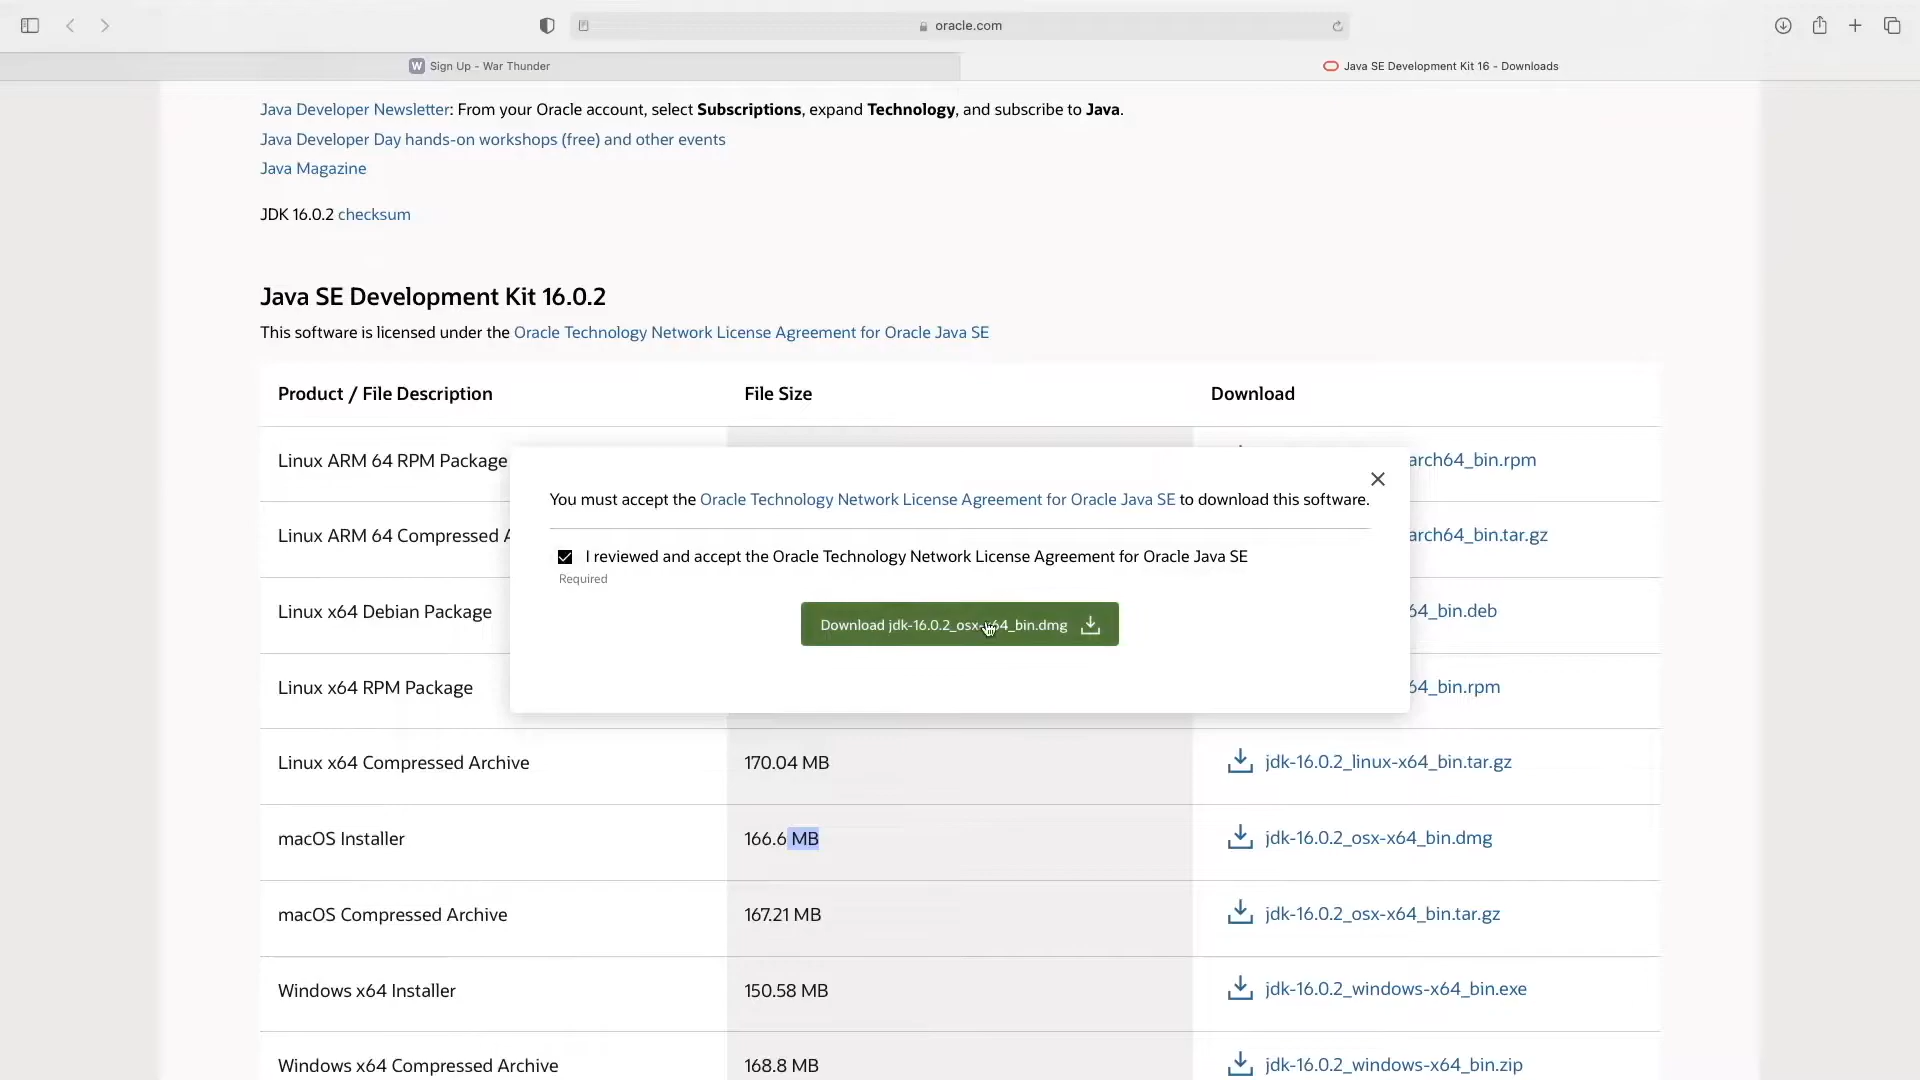 oracle.com
W Sign Up - War Thunder
Java SE Development Kit 16 - Downloads
Java Developer Newsletter: From your Oracle account, select Subscriptions, expand Technology, and subscribe to Java.
Java Developer Day hands-on workshops (free) and other events
Java Magazine
JDK 16.0.2 checksum
Java SE Development Kit 16.0.2
This software is licensed under the Oracle Technology Network License Agreement for Oracle Java SE
Product / File Description File Size Download
Linux ARM 64 RPM Package arch64_bin.rpm
You must accept the Oracle Technology Network License Agreement for Oracle Java SE to download this software.
Linux ARM 64 Compressed A arch64_bin.tar.gz
I reviewed and accept the Oracle Technology Network License Agreement for Oracle Java SE
Required
Linux x64 Debian Package 64_bin.deb
Download jdk-16.0.2_osx-x64_bin.dmg
Linux x64 RPM Package 64_bin.rpm
Linux x64 Compressed Archive 170.04 MB jdk-16.0.2_linux-x64_bin.tar.gz
macOS Installer 166.6 MB jdk-16.0.2_osx-x64_bin.dmg
macOS Compressed Archive 167.21 MB jdk-16.0.2_osx-x64_bin.tar.gz
Windows x64 Installer 150.58 MB jdk-16.0.2_windows-x64_bin.exe
Windows x64 Compressed Archive 168.8 MB jdk-16.0.2_windows-x64_bin.zip